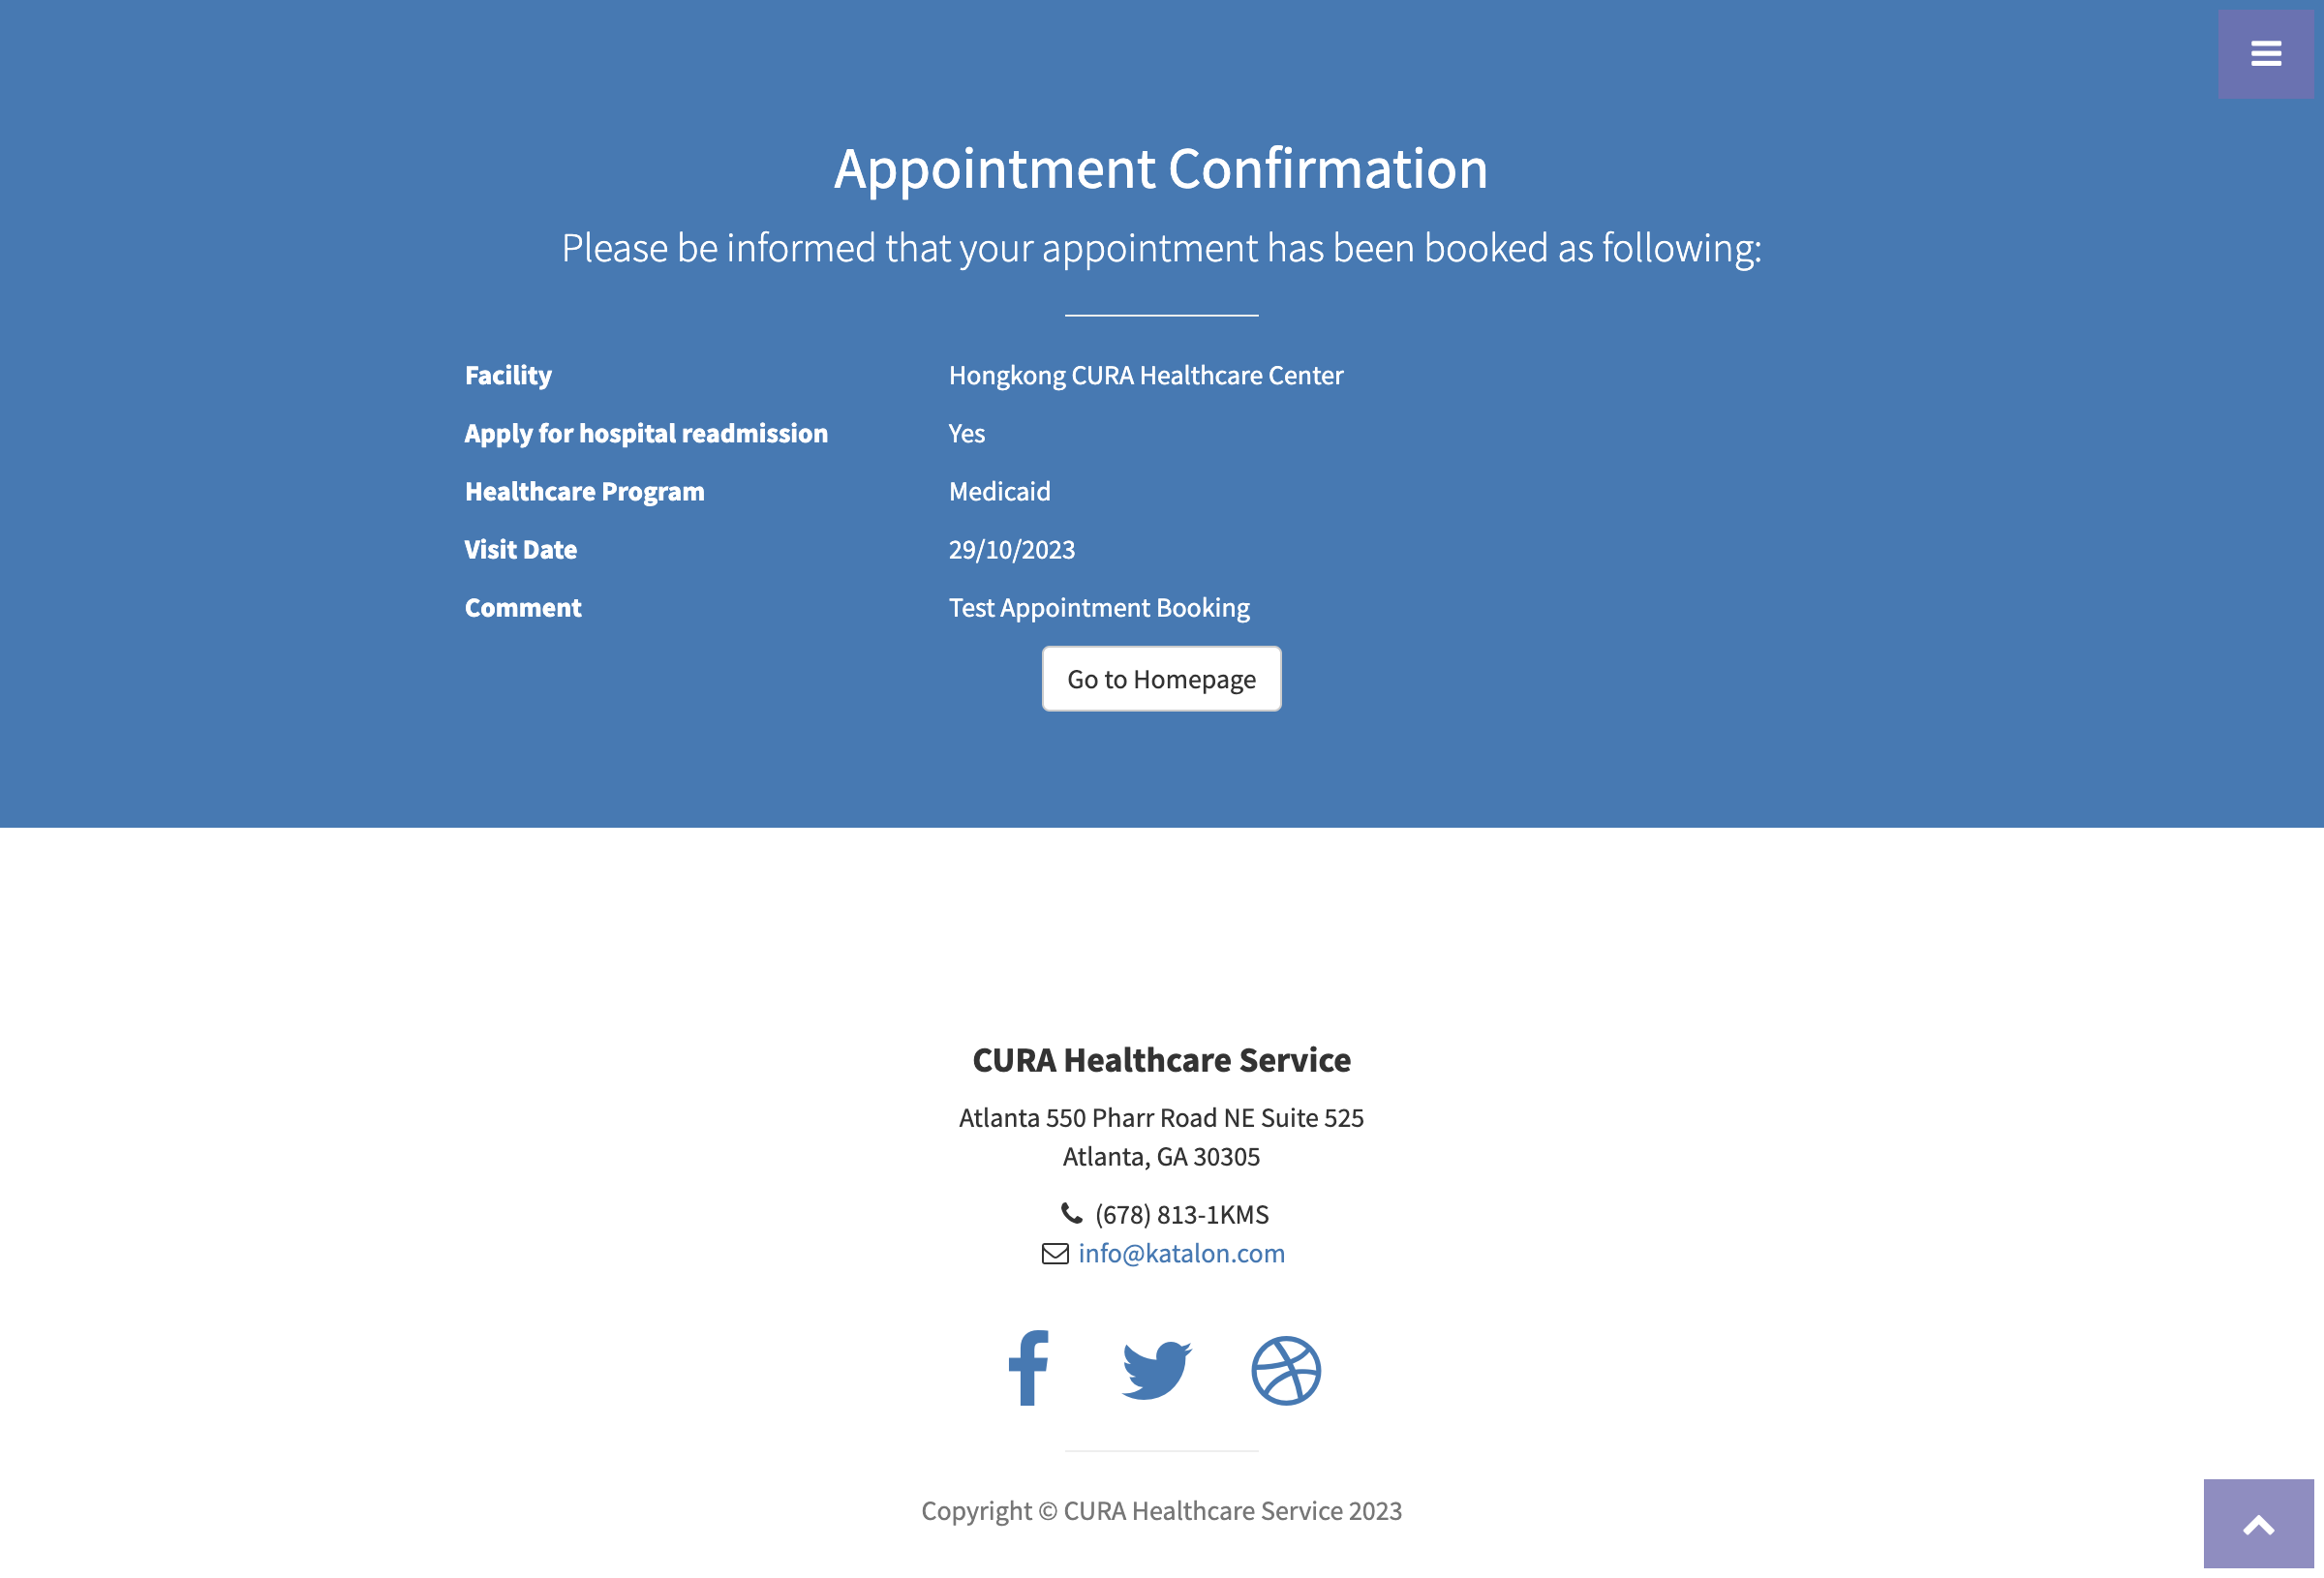 Appointment Confirmation
Please be informed that your appointment has been booked as following:
Facility Hongkong CURA Healthcare Center
Apply for hospital readmission Yes
Healthcare Program Medicaid
Visit Date 29/10/2023
Comment Test Appointment Booking
Go to Homepage
CURA Healthcare Service
Atlanta 550 Pharr Road NE Suite 525
Atlanta, GA 30305
(678) 813-1KMS
info@katalon.com
Copyright © CURA Healthcare Service 2023